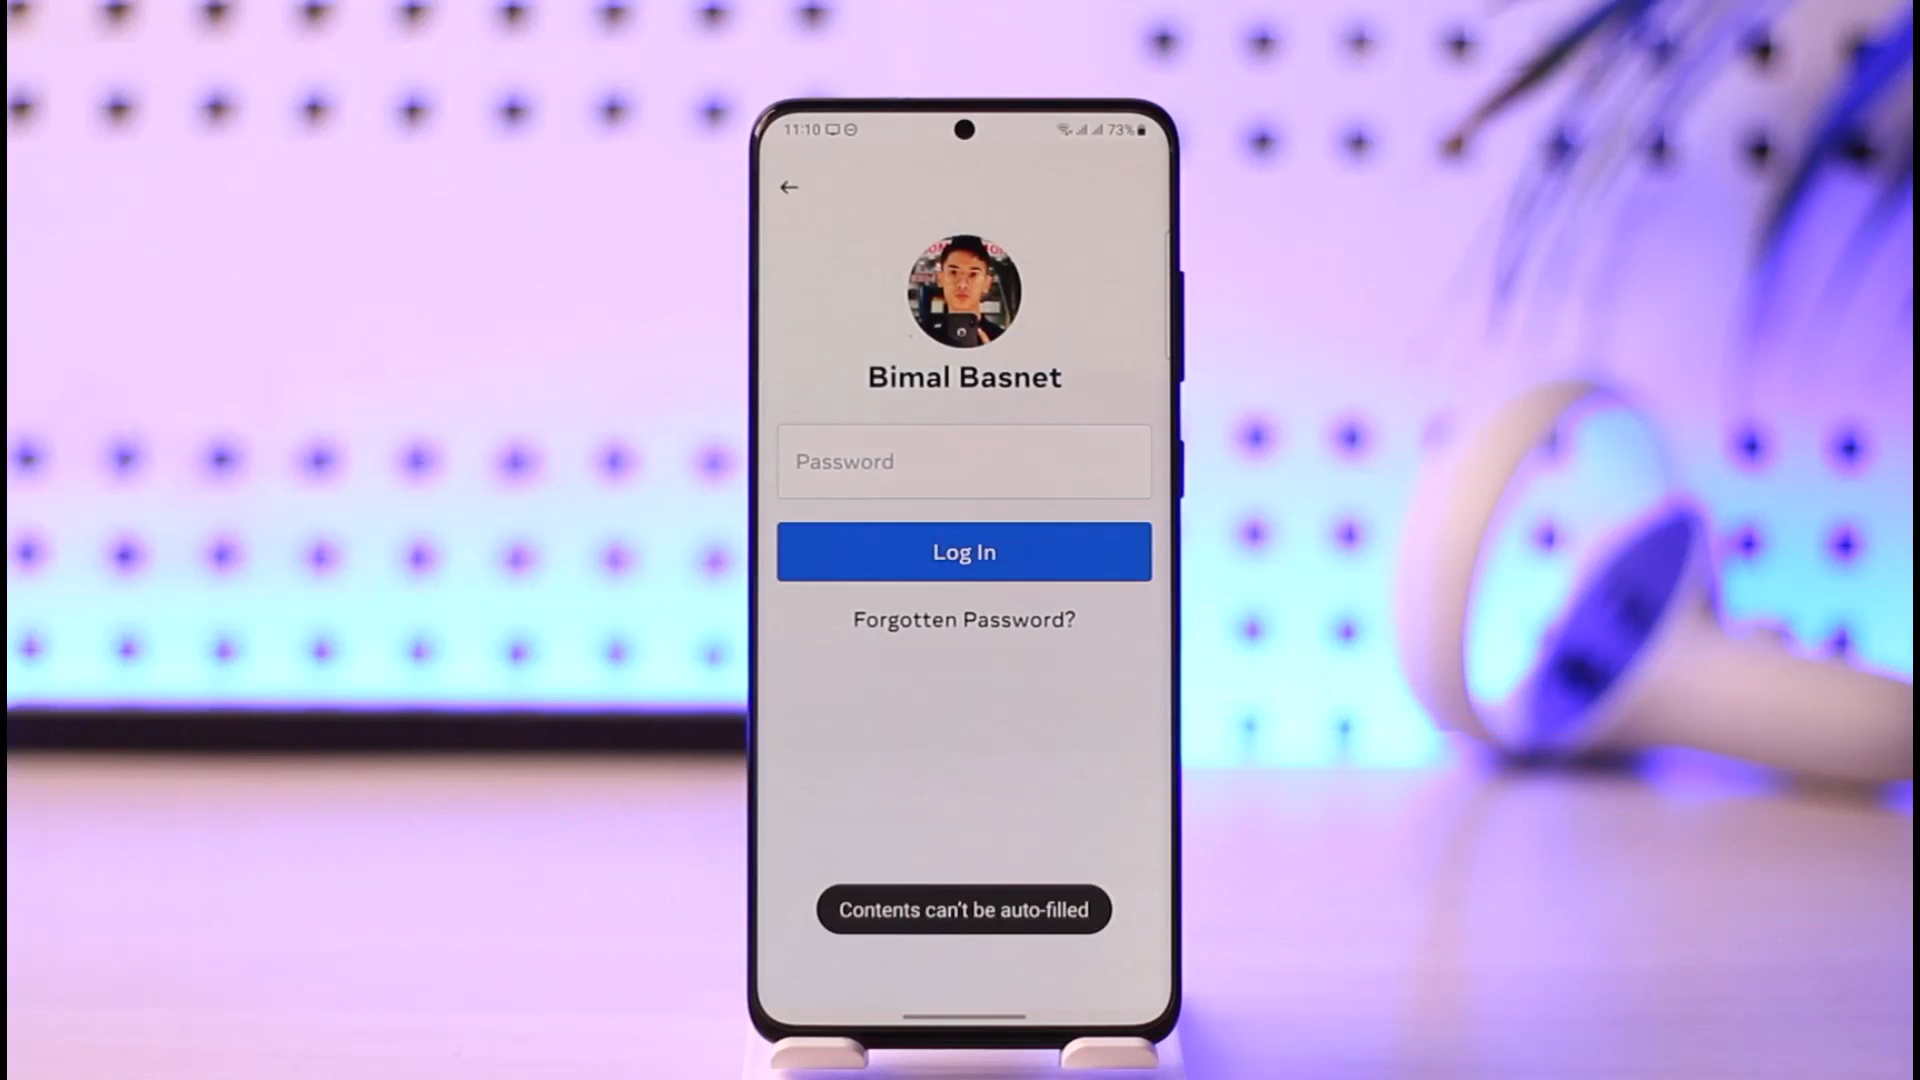 11:10 73%
Bimal Basnet
Password
Log In
Forgotten Password?
Contents can't be auto-filled